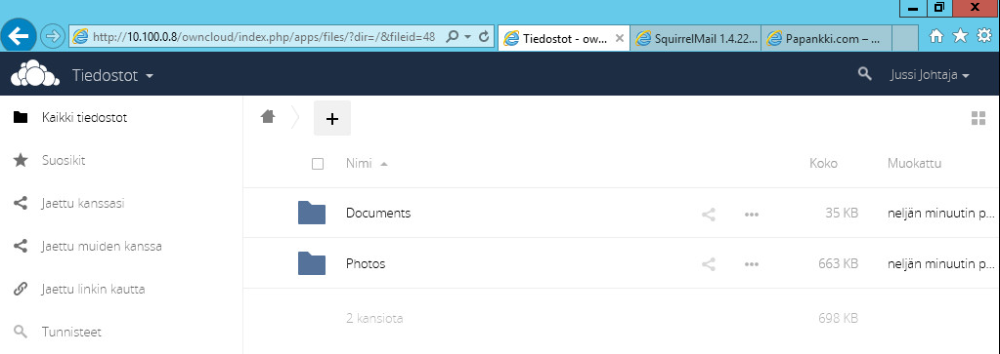 http://10.100.0.8/owncloud/index.php/apps/files/?dir=/&fileid=48
Tiedostot - ow...
SquirrelMail 1.4.22...
Papankki.com – ...
Tiedostot
Jussi Johtaja
Kaikki tiedostot
Suosikit
Jaettu kanssasi
Jaettu muiden kanssa
Jaettu linkin kautta
Tunnisteet
Nimi Koko Muokattu
Documents 35 KB neljän minuutin p...
Photos 663 KB neljän minuutin p...
2 kansiota 698 KB